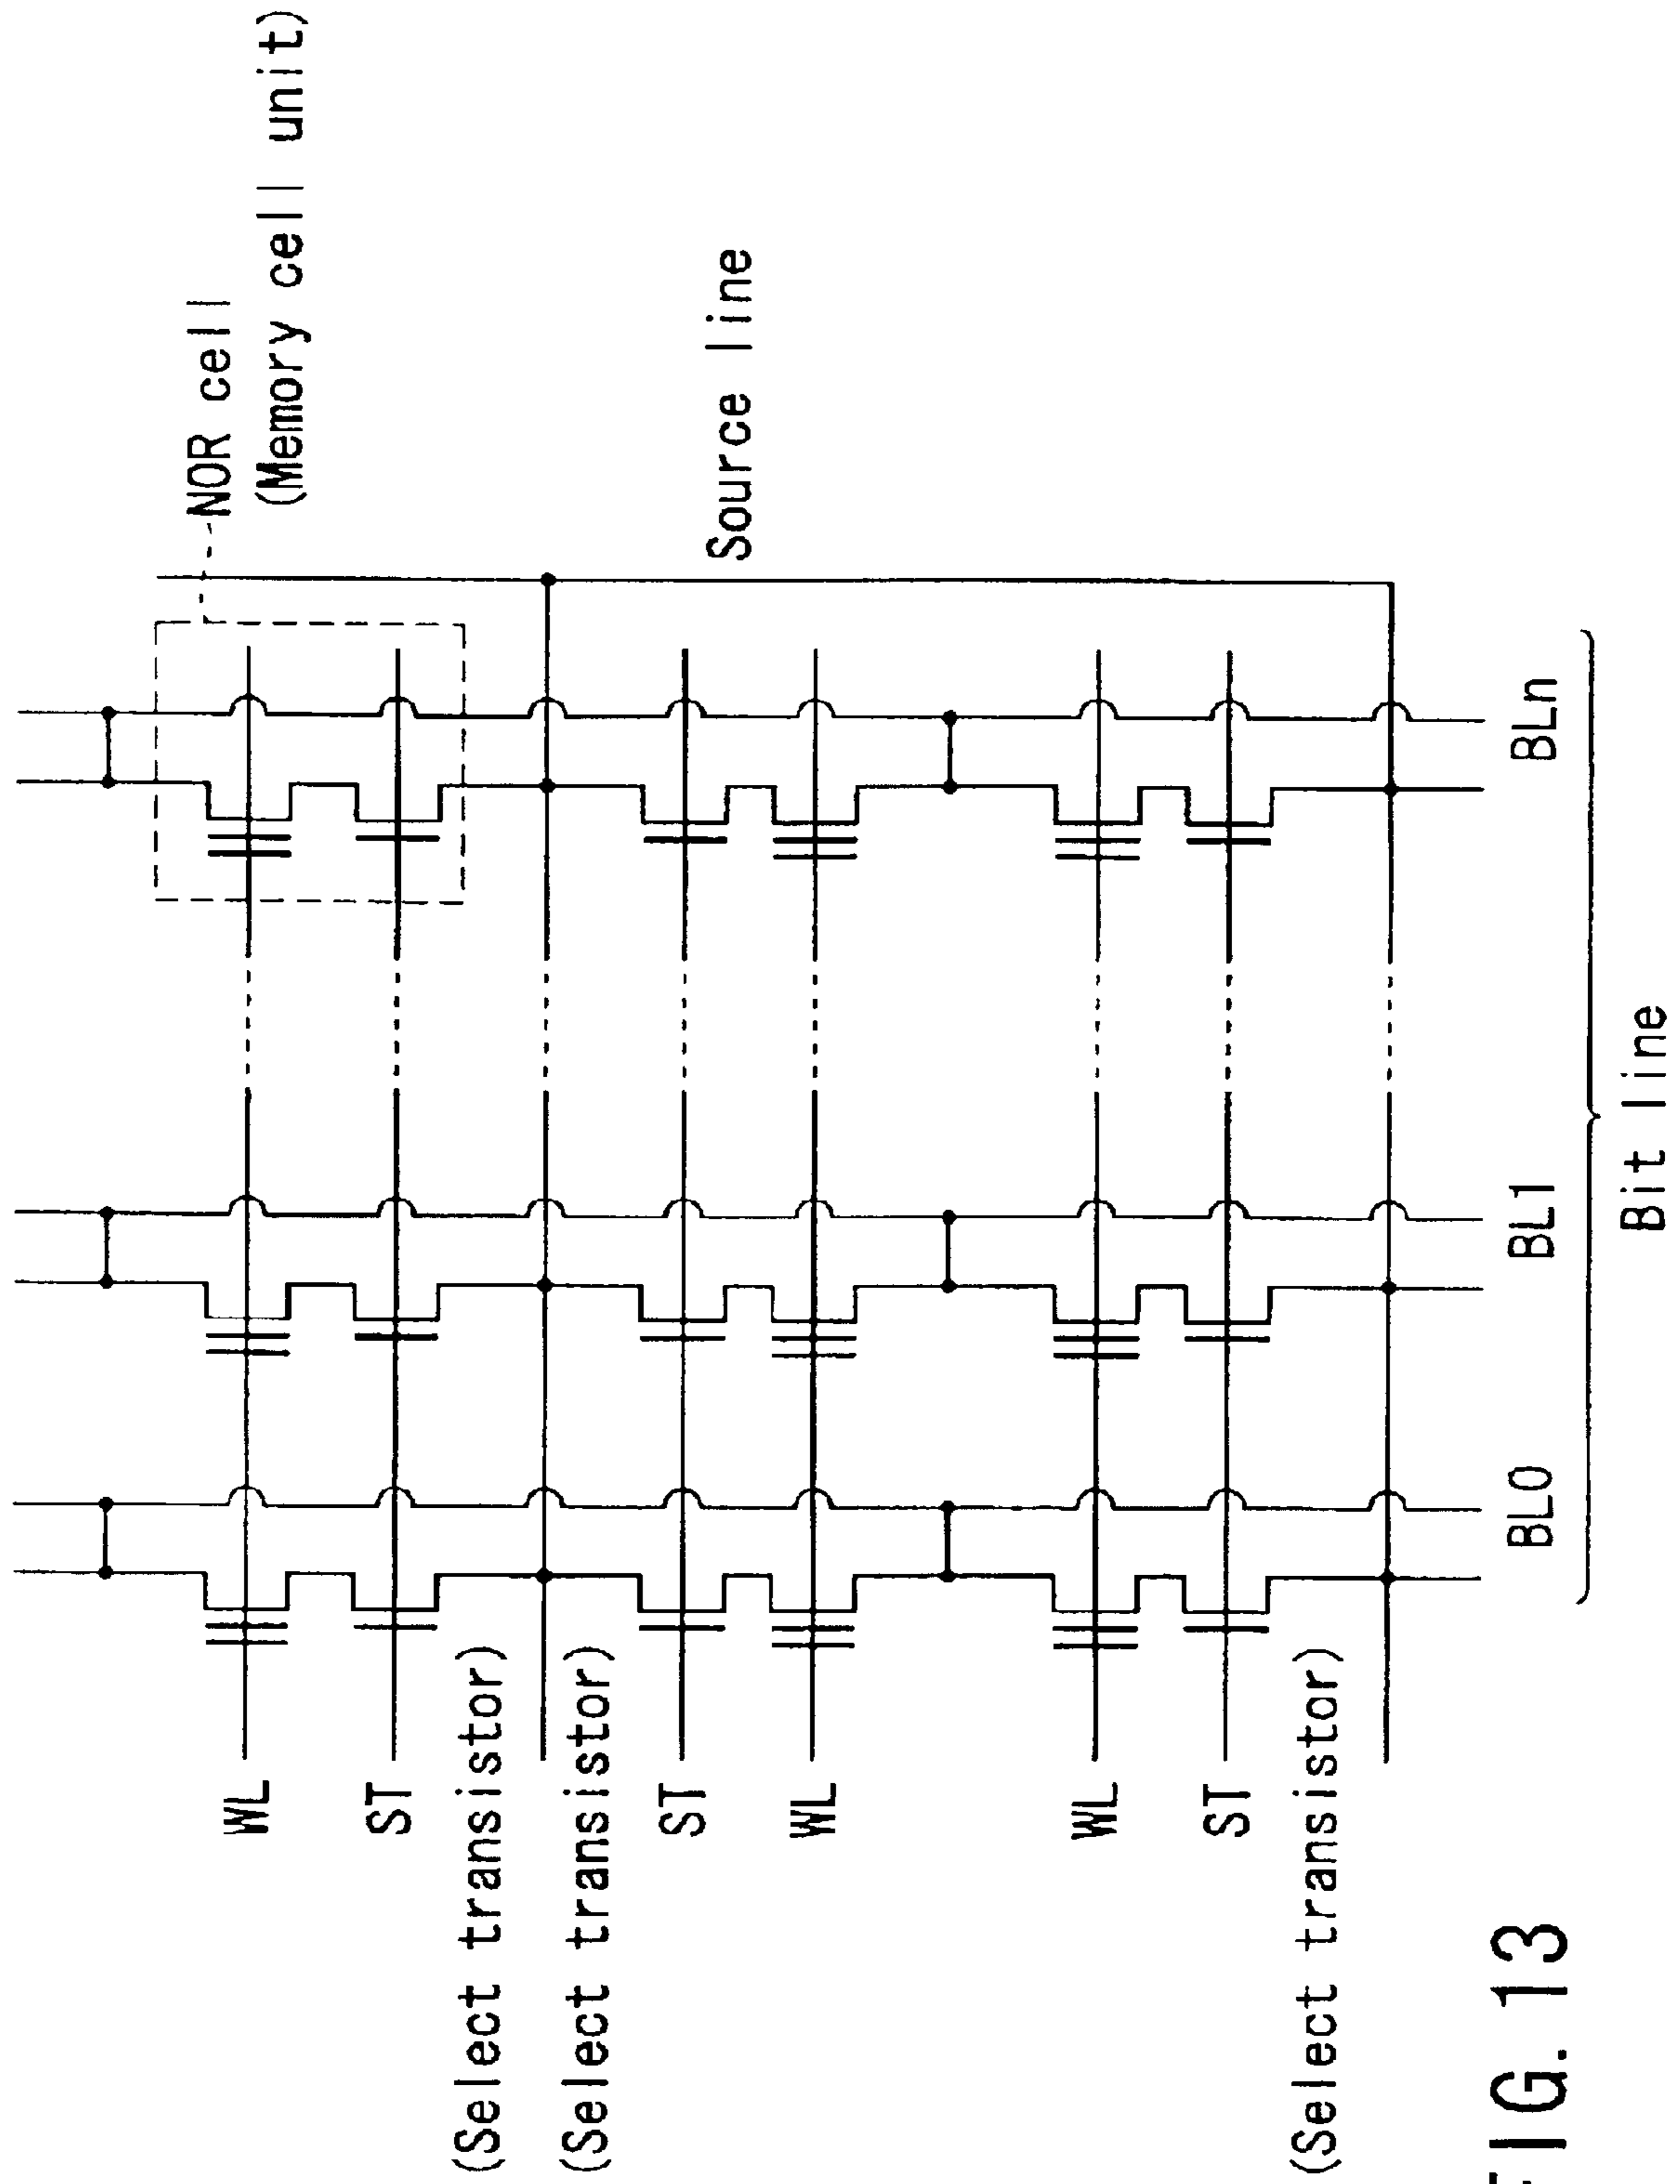 NOR cell
(Memory cell unit)
WL
ST
(Select transistor)
(Select transistor)
ST
Source line
WL
WL
ST
(Select transistor)
BL0 BL1 BLn
Bit line
FIG. 13